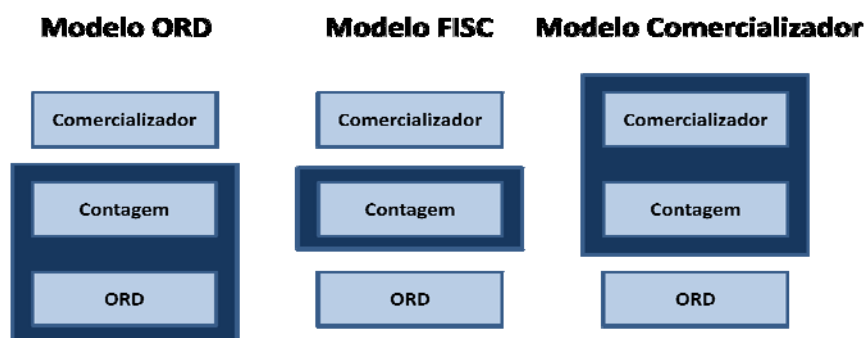 Modelo ORD
Modelo FISC
Modelo Comercializador
Comercializador
Comercializador
Comercializador
Contagem
Contagem
Contagem
ORD
ORD
ORD